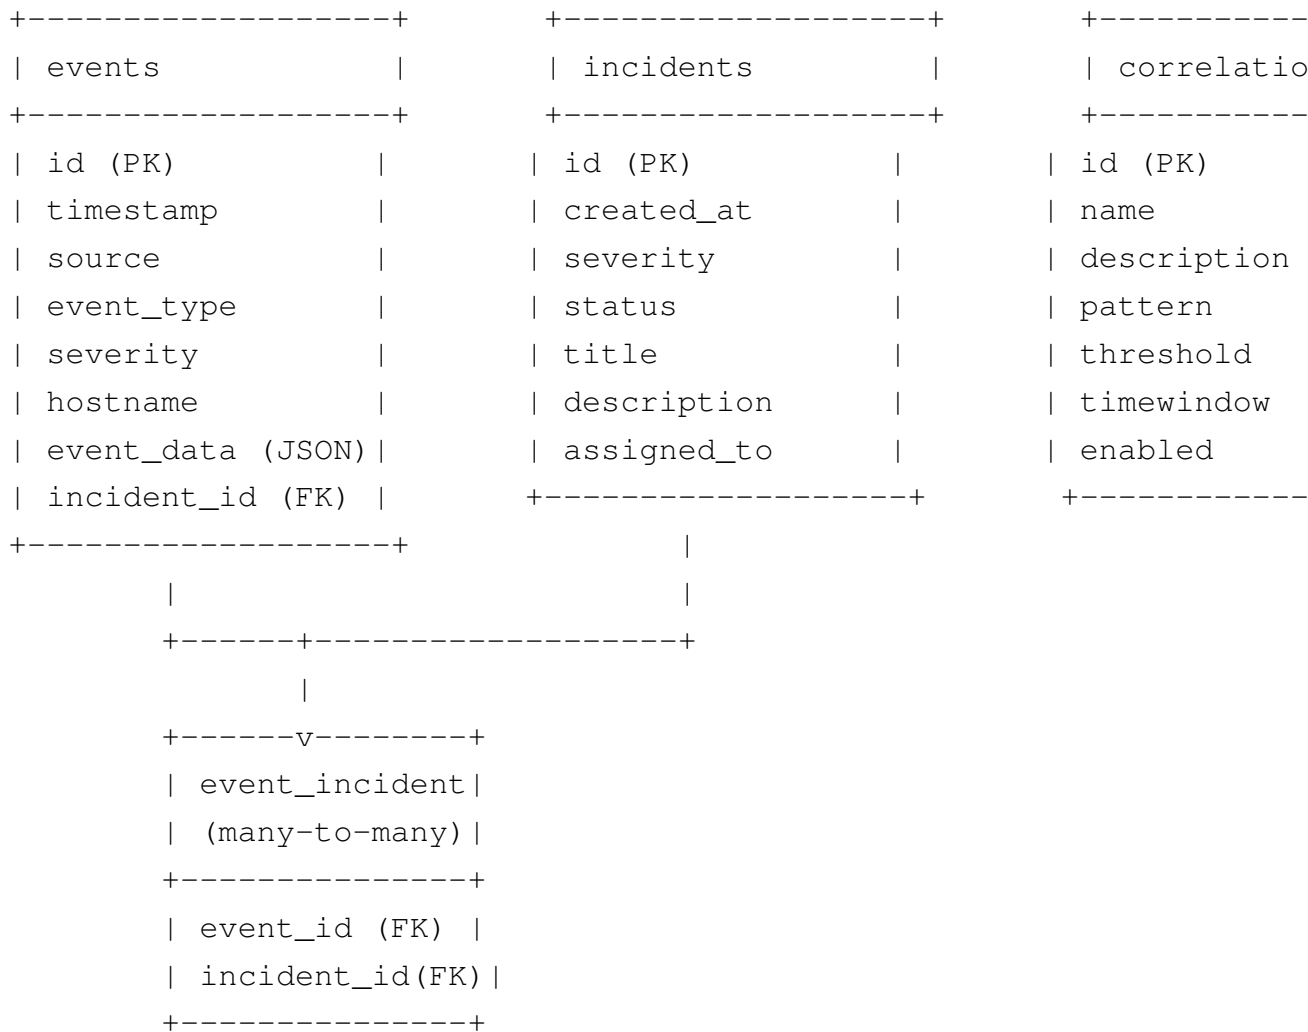 +-------------------+ +-------------------+ +-----------
| events | | incidents | | correlatio
+-------------------+ +-------------------+ +-----------
| id (PK) | | id (PK) | | id (PK)
| timestamp | | created_at | | name
| source | | severity | | description
| event_type | | status | | pattern
| severity | | title | | threshold
| hostname | | description | | timewindow
| event_data (JSON)| | assigned_to | | enabled
| incident_id (FK) | +-------------------+ +------------
+-------------------+ |
| |
+------+-------------------+
|
+------v--------+
| event_incident|
| (many-to-many)|
+---------------+
| event_id (FK) |
| incident_id(FK)|
+---------------+